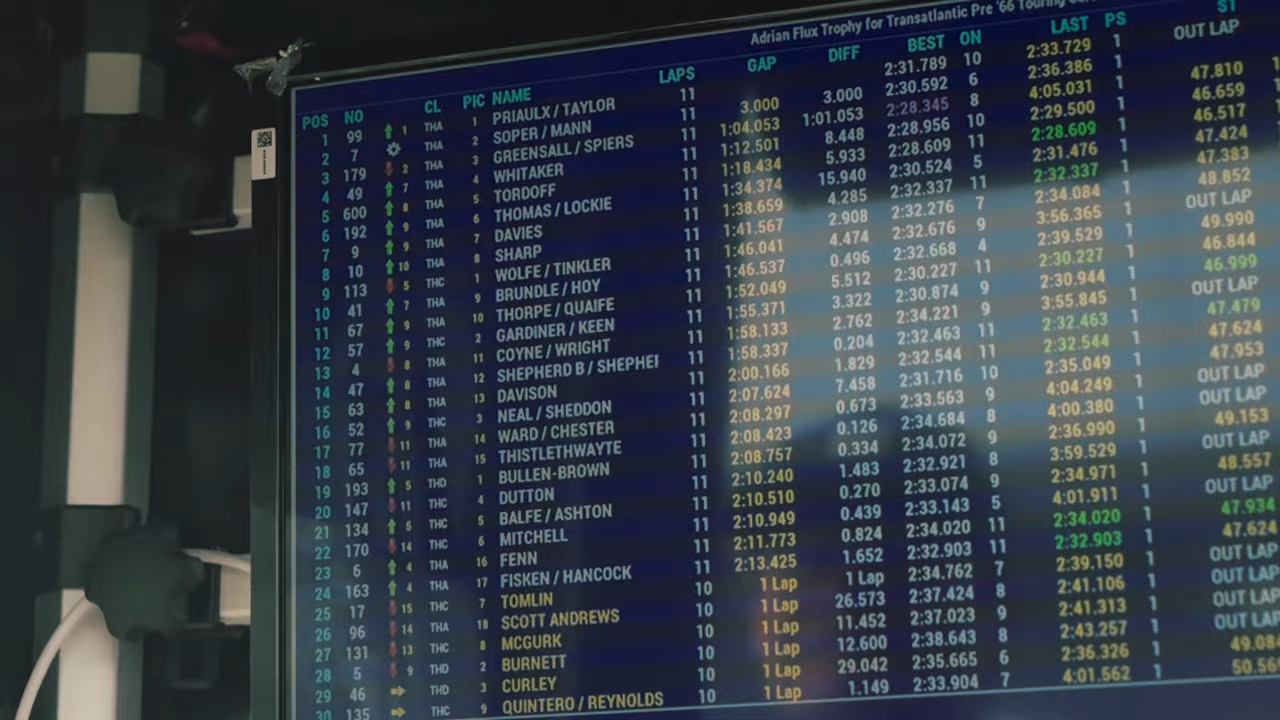 Adrian Flux Trophy for Transatlantic Pre '66 Touring
POS NO CL PIC NAME LAPS GAP DIFF BEST ON LAST PS S1
1 99 1 THA 1 PRIAULX / TAYLOR 11 2:31.789 10 2:33.729 1 OUT LAP
2 7 THA 2 SOPER / MANN 11 3.000 3.000 2:30.592 6 2:36.386 1
3 179 2 THA 3 GREENSALL / SPIERS 11 1:04.053 1:01.053 2:28.345 8 4:05.031 1 47.810
4 49 7 THA 4 WHITAKER 11 1:12.501 8.448 2:28.956 10 2:29.500 1 46.659
5 600 8 THA 5 TORDOFF 11 1:18.434 5.933 2:28.609 11 2:28.609 1 46.517
6 192 9 THA 6 THOMAS / LOCKIE 11 1:34.374 15.940 2:30.524 5 2:31.476 1 47.424
7 9 9 THA 7 DAVIES 11 1:38.659 4.285 2:32.337 11 2:32.337 1 47.383
8 10 10 THA 8 SHARP 11 1:41.567 2.908 2:32.276 7 2:34.084 1 48.852
9 113 5 THC 1 WOLFE / TINKLER 11 1:46.041 4.474 2:32.676 9 3:56.365 1 OUT LAP
10 41 7 THA 9 BRUNDLE / HOY 11 1:46.537 0.496 2:32.668 4 2:39.529 1 49.990
11 67 9 THA 10 THORPE / QUAIFE 11 1:52.049 5.512 2:30.227 11 2:30.227 1 46.844
12 57 9 THC 2 GARDINER / KEEN 11 1:55.371 3.322 2:30.874 9 2:30.944 1 46.999
13 4 8 THA 11 COYNE / WRIGHT 11 1:58.133 2.762 2:34.221 9 3:55.845 1 OUT LAP
14 47 8 THA 12 SHEPHERD B / SHEPHEI 11 1:58.337 0.204 2:32.463 11 2:32.463 1 47.479
15 63 8 THA 13 DAVISON 11 2:00.166 1.829 2:32.544 11 2:32.544 1 47.624
16 52 9 THC 3 NEAL / SHEDDON 11 2:07.624 7.458 2:31.716 10 2:35.049 1 47.953
17 77 11 THA 14 WARD / CHESTER 11 2:08.297 0.673 2:33.563 9 4:04.249 1 OUT LAP
18 65 11 THA 15 THISTLETHWAYTE 11 2:08.423 0.126 2:34.684 8 4:00.380 1 OUT LAP
19 193 5 THD 1 BULLEN-BROWN 11 2:08.757 0.334 2:34.072 9 2:36.990 1 49.153
20 147 11 THC 4 DUTTON 11 2:10.240 1.483 2:32.921 8 3:59.529 1 OUT LAP
21 134 5 THC 5 BALFE / ASHTON 11 2:10.510 0.270 2:33.074 9 2:34.971 1 48.557
22 170 14 THC 6 MITCHELL 11 2:10.949 0.439 2:33.143 5 4:01.911 1 OUT LAP
23 6 4 THA 16 FENN 11 2:11.773 0.824 2:34.020 11 2:34.020 1 47.934
24 163 4 THA 17 FISKEN / HANCOCK 11 2:13.425 1.652 2:32.903 11 2:32.903 1 47.624
25 17 15 THC 7 TOMLIN 10 1 Lap 1 Lap 2:34.762 7 2:39.150 1 OUT LAP
26 96 14 THA 18 SCOTT ANDREWS 10 1 Lap 26.573 2:37.424 8 2:41.106 1 OUT LAP
27 131 13 THC 8 MCGURK 10 1 Lap 11.452 2:37.023 9 2:41.313 1 OUT LAP
28 5 9 THD 2 BURNETT 10 1 Lap 12.600 2:38.643 8 2:43.257 1 OUT LAP
29 46 THD 3 CURLEY 10 1 Lap 29.042 2:35.665 6 2:36.326 1 49.084
30 135 THC 9 QUINTERO / REYNOLDS 10 1 Lap 1.149 2:33.904 7 4:01.562 1 50.56